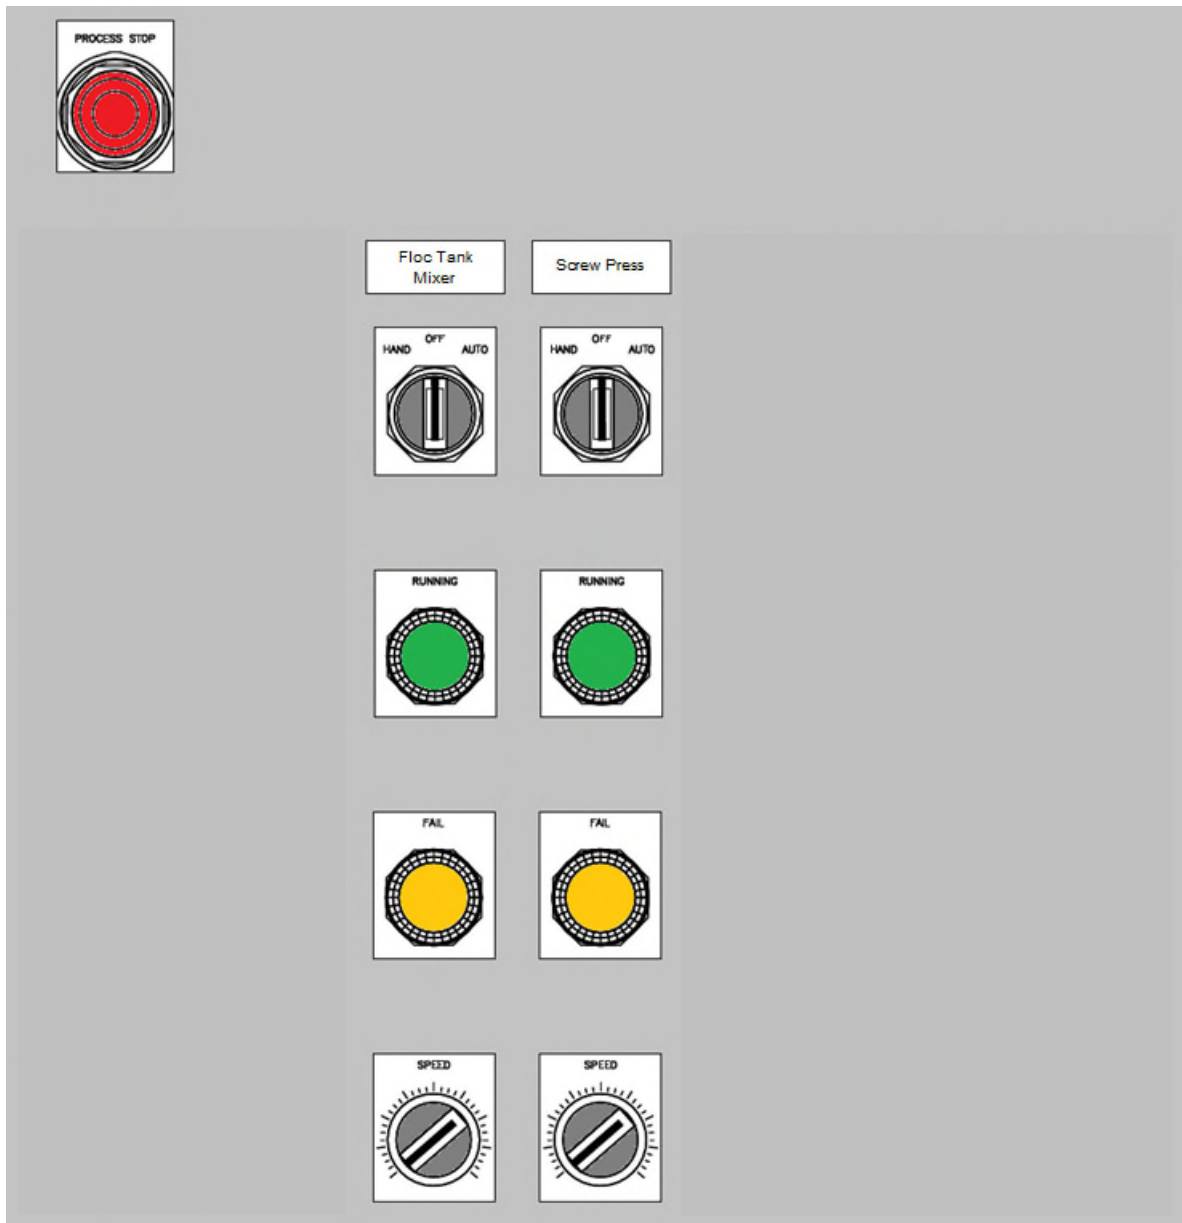 PROCESS STOP
Floc Tank
Mixer
Screw Press
OFF
HAND AUTO
OFF
HAND AUTO
RUNNING
RUNNING
FAIL
FAIL
SPEED
SPEED